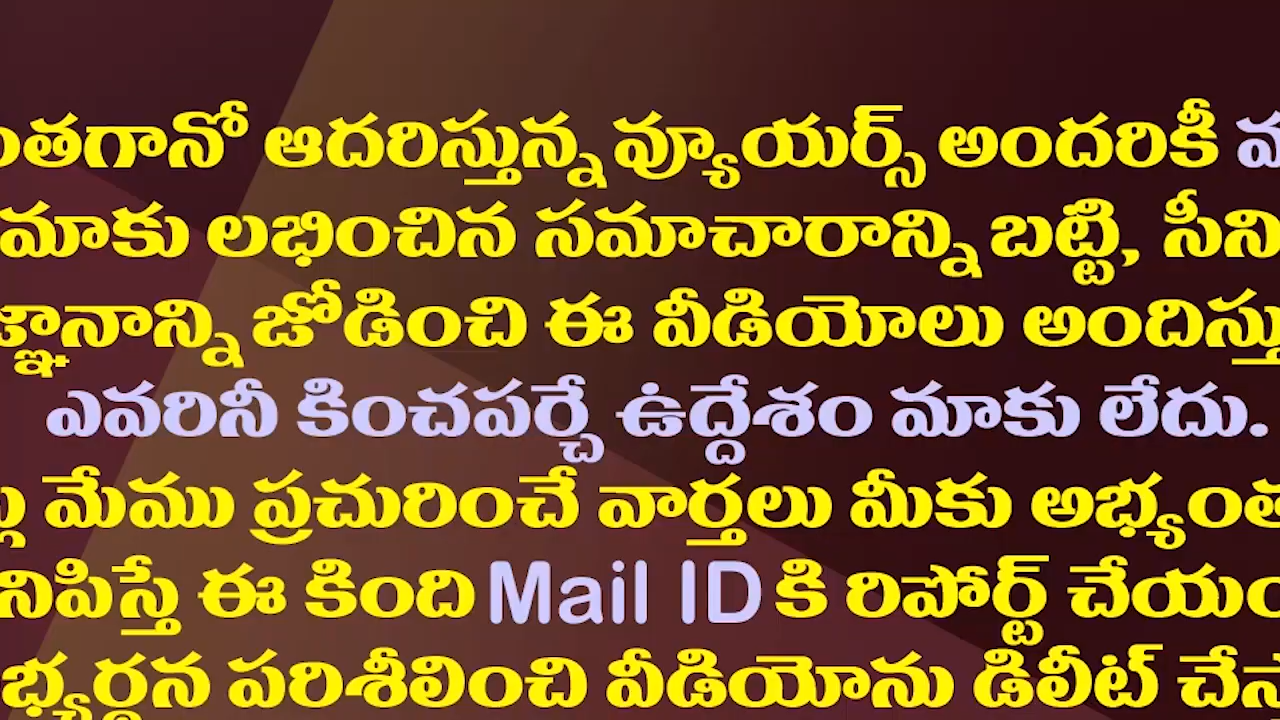 ఆదరిస్తున్న వ్యూయర్స్ అందరికీ
మాకు లభించిన సమాచారాన్ని బట్టి,
జోడించి ఈ వీడియోలు
ఎవరినీ కించపర్చే ఉద్దేశం మాకు లేదు.
మేము ప్రచురించే వార్తలు మీకు
ఈ కింది Mail ID కి రిపోర్ట్
పరిశీలించి వీడియోను డిలీట్